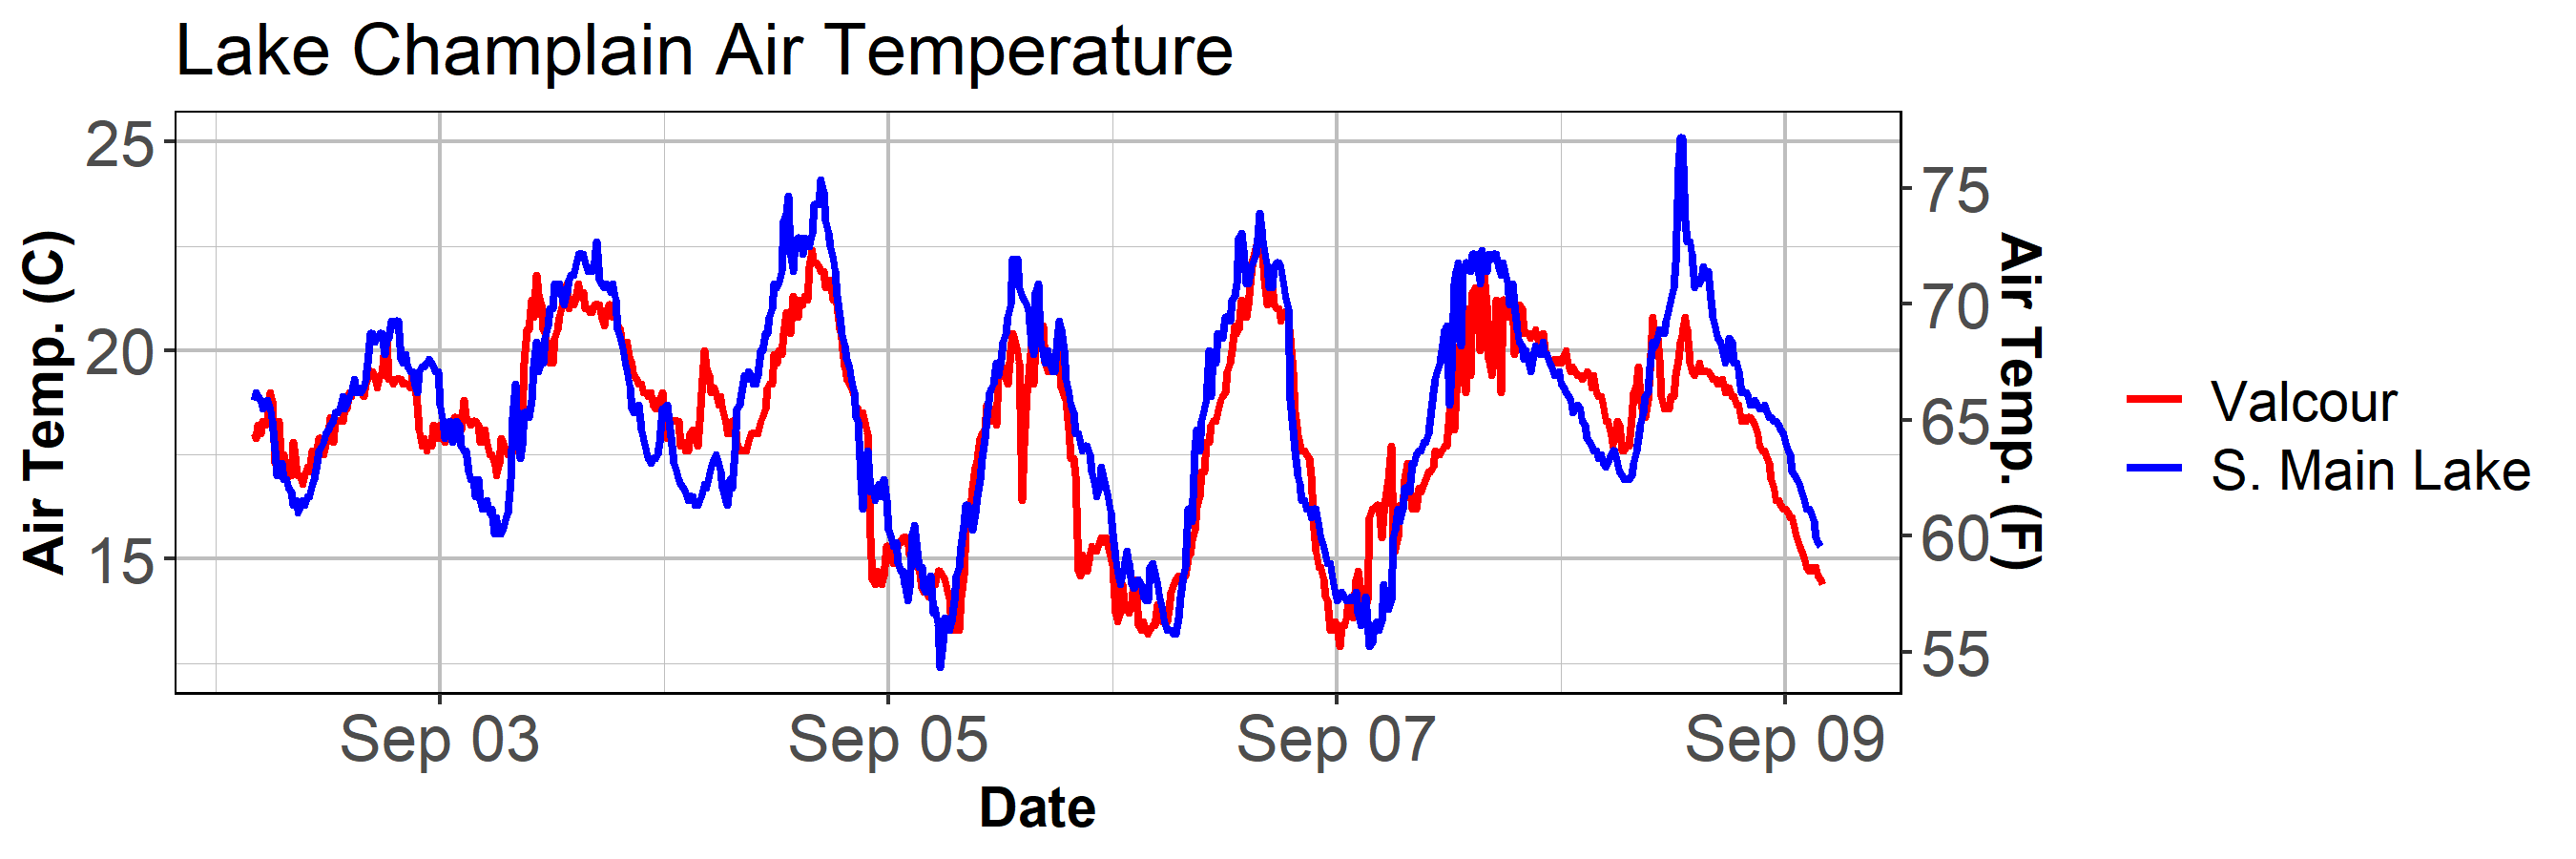 Lake Champlain Air Temperature
Air Temp. (C)
25
20
15
75
70
65
60
55
Air Temp. (F)
Sep 03
Sep 05
Sep 07
Sep 09
Date
Valcour
S. Main Lake